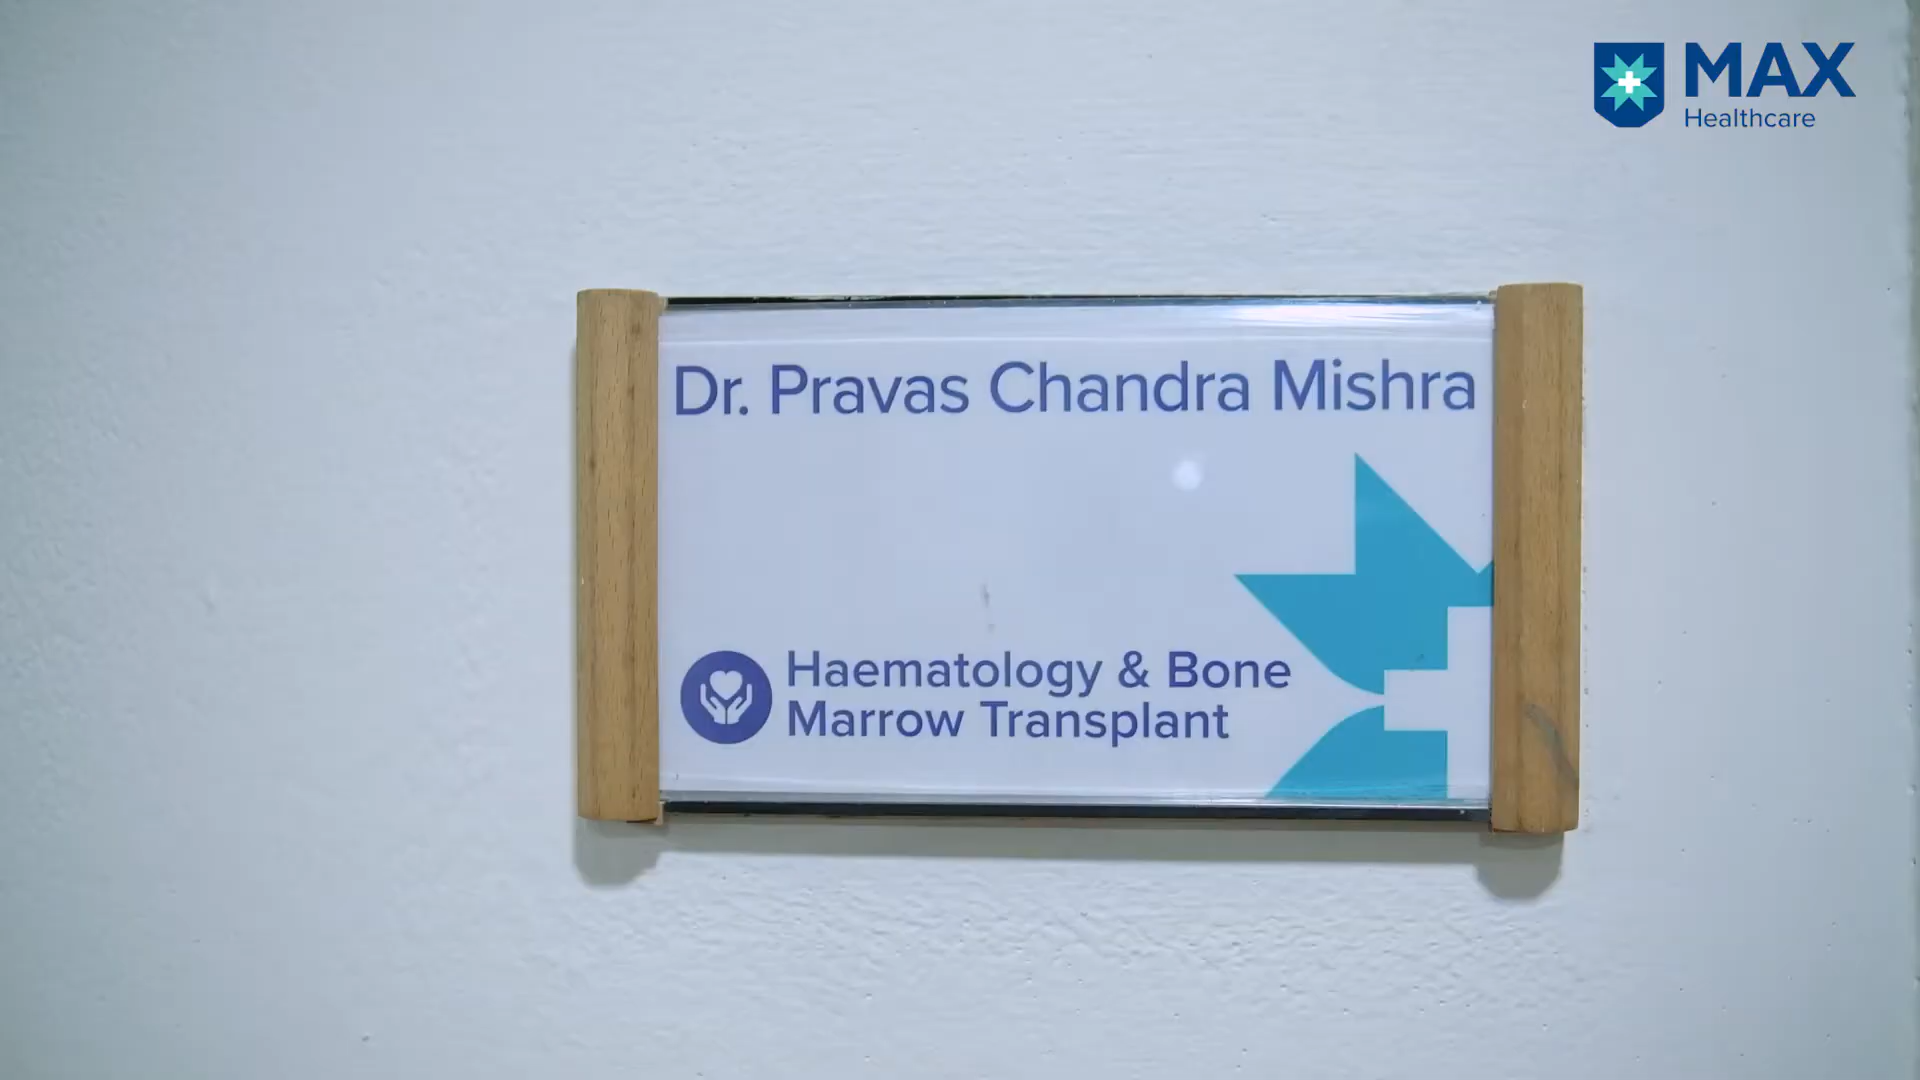 MAX
Healthcare
Dr. Pravas Chandra Mishra
Haematology & Bone
Marrow Transplant